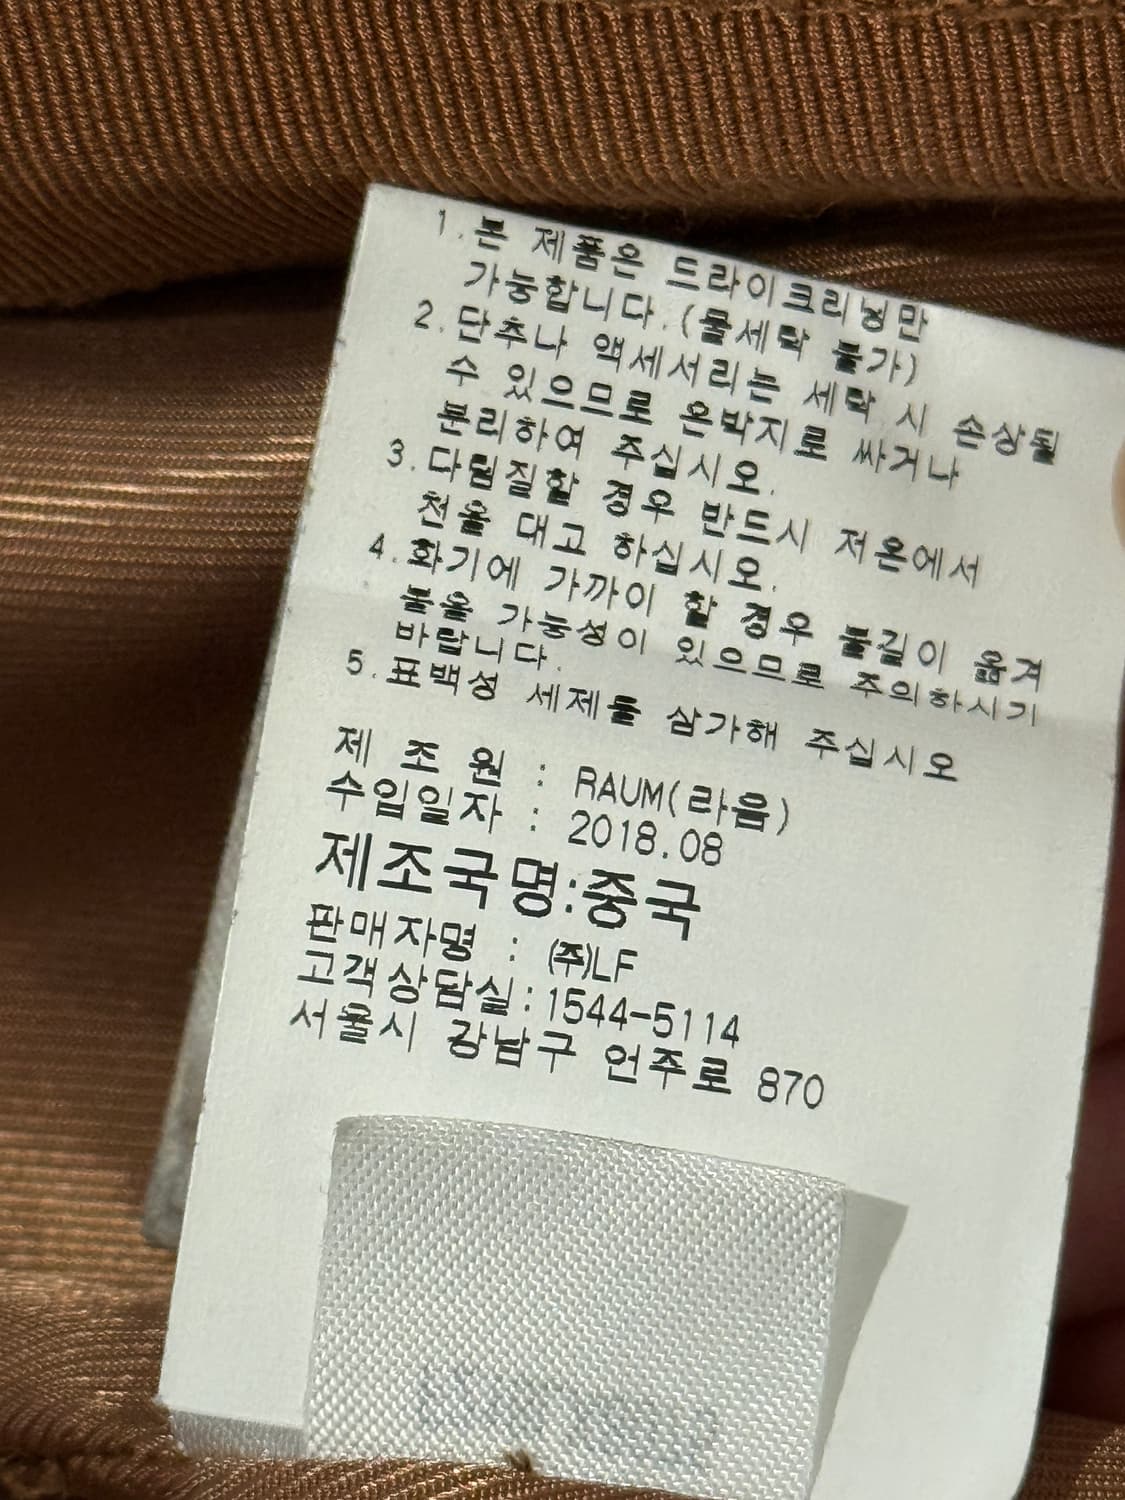 1.본 제품은 드라이크리닝만
가능합니다.(물세탁 불가)
2.단추나 액세서리는 세탁 시 손상될
수 있으므로 은박지로 싸거나
분리하여 주십시오.
3.다림질할 경우 반드시 저온에서
천을 대고 하십시오.
4.화기에 가까이 할 경우 불길이 옮겨
붙을 가능성이 있으므로 주의하시기
바랍니다.
5.표백성 세제를 삼가해 주십시오
제 조 원 : RAUM(라움)
수입일자 : 2018.08
제조국명:중국
판매자명 : ㈜LF
고객상담실:1544-5114
서울시 강남구 언주로 870